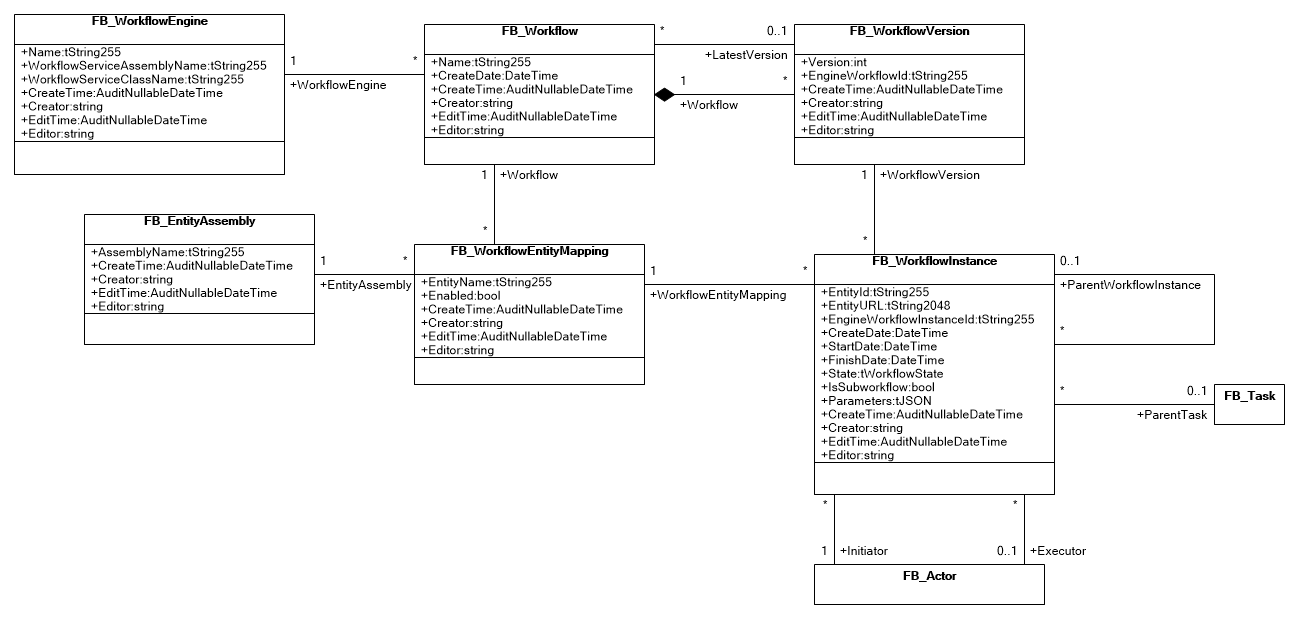 FB_WorkflowEngine
+Name:tString255
+WorkflowServiceAssemblyName:tString255
+WorkflowServiceClassName:tString255
+CreateTime:AuditNullableDateTime
+Creator:string
+EditTime:AuditNullableDateTime
+Editor:string
1
*
+WorkflowEngine
FB_Workflow
+Name:tString255
+CreateDate:DateTime
+CreateTime:AuditNullableDateTime
+Creator:string
+EditTime:AuditNullableDateTime
+Editor:string
*
0..1
+LatestVersion
1
*
+Workflow
FB_WorkflowVersion
+Version:int
+EngineWorkflowId:tString255
+CreateTime:AuditNullableDateTime
+Creator:string
+EditTime:AuditNullableDateTime
+Editor:string
1
+Workflow
*
1
+WorkflowVersion
*
FB_EntityAssembly
+AssemblyName:tString255
+CreateTime:AuditNullableDateTime
+Creator:string
+EditTime:AuditNullableDateTime
+Editor:string
1
*
+EntityAssembly
FB_WorkflowEntityMapping
+EntityName:tString255
+Enabled:bool
+CreateTime:AuditNullableDateTime
+Creator:string
+EditTime:AuditNullableDateTime
+Editor:string
1
*
+WorkflowEntityMapping
FB_WorkflowInstance
+EntityId:tString255
+EntityURL:tString2048
+EngineWorkflowInstanceId:tString255
+CreateDate:DateTime
+StartDate:DateTime
+FinishDate:DateTime
+State:tWorkflowState
+IsSubworkflow:bool
+Parameters:tJSON
+CreateTime:AuditNullableDateTime
+Creator:string
+EditTime:AuditNullableDateTime
+Editor:string
0..1
+ParentWorkflowInstance
*
*
0..1
+ParentTask
FB_Task
*
*
1
+Initiator
0..1
+Executor
FB_Actor